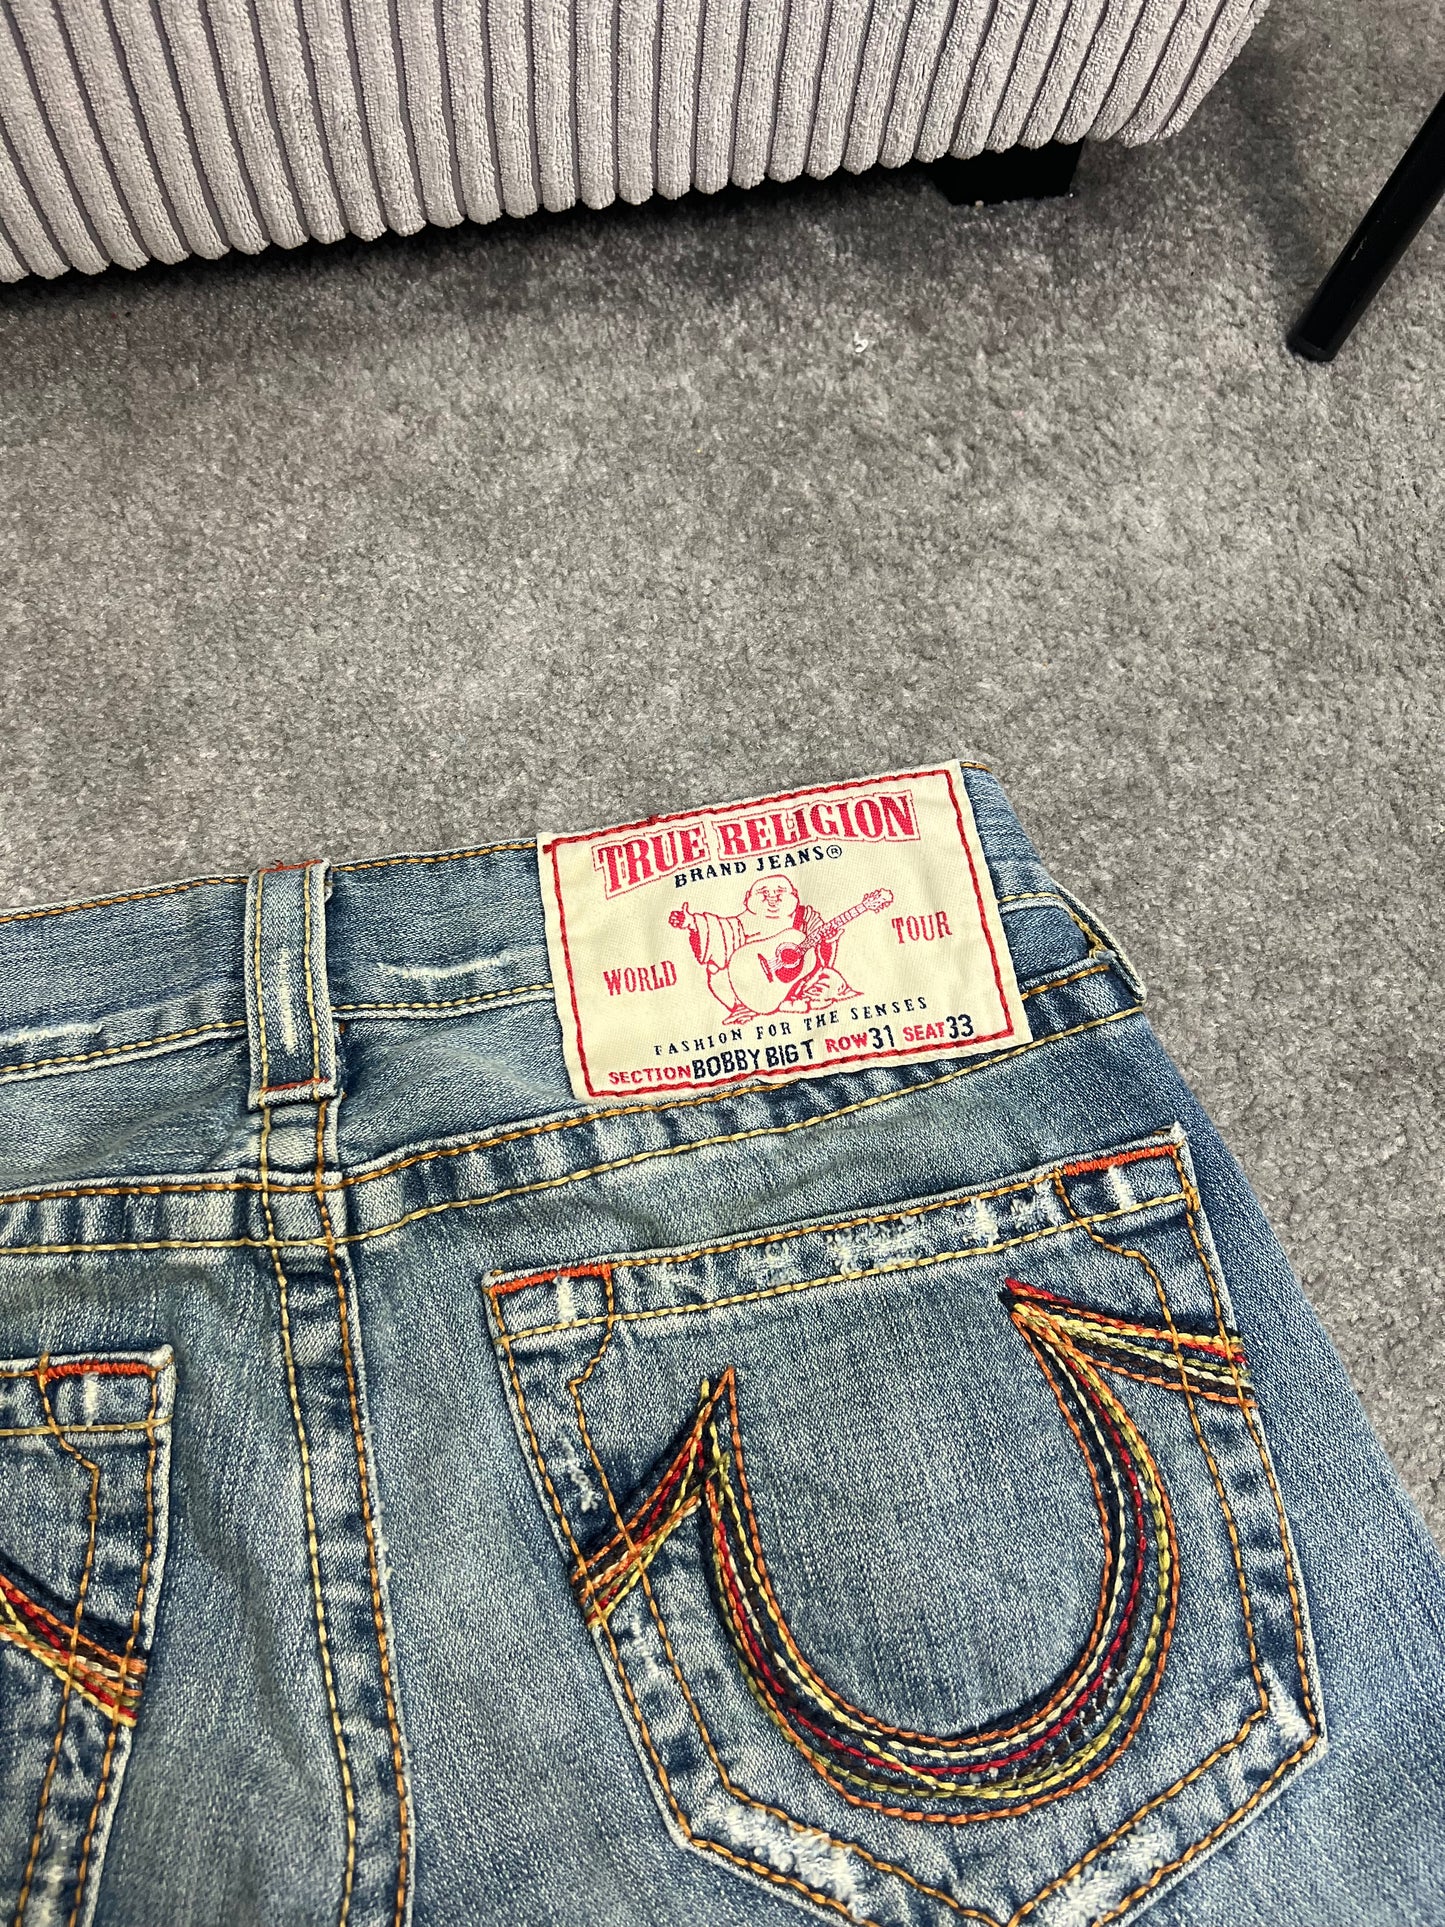 TRUE RELIGION
BRAND JEANS®
WORLD TOUR
FASHION FOR THE SENSES
SECTION BOBBY BIG T ROW 31 SEAT 33